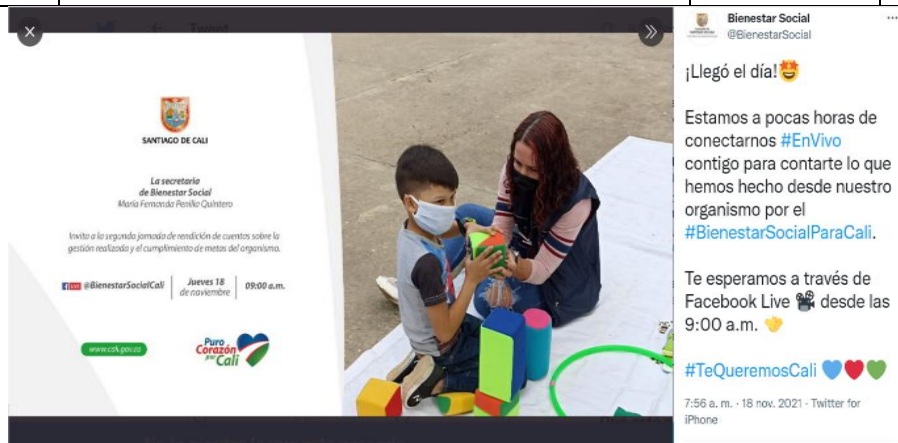 SANTIAGO DE CALI
La secretaria
de Bienestar Social
María Fernanda Penilla Quintero
Invita a la segunda jornada de rendición de cuentas sobre la
gestión realizada y el cumplimiento de metas del organismo.
LIVE @BienestarSocialCali
Jueves 18
de noviembre
09:00 a.m.
www.cali.gov.co
Puro
Corazón
por Cali
Bienestar Social
@BienestarSocial
¡Llegó el día!🤩
Estamos a pocas horas de
conectarnos #EnVivo
contigo para contarte lo que
hemos hecho desde nuestro
organismo por el
#BienestarSocialParaCali.
Te esperamos a través de
Facebook Live 🎥 desde las
9:00 a.m.
#TeQueremosCali 💙❤️💚
7:56 a. m. · 18 nov. 2021 · Twitter for
iPhone